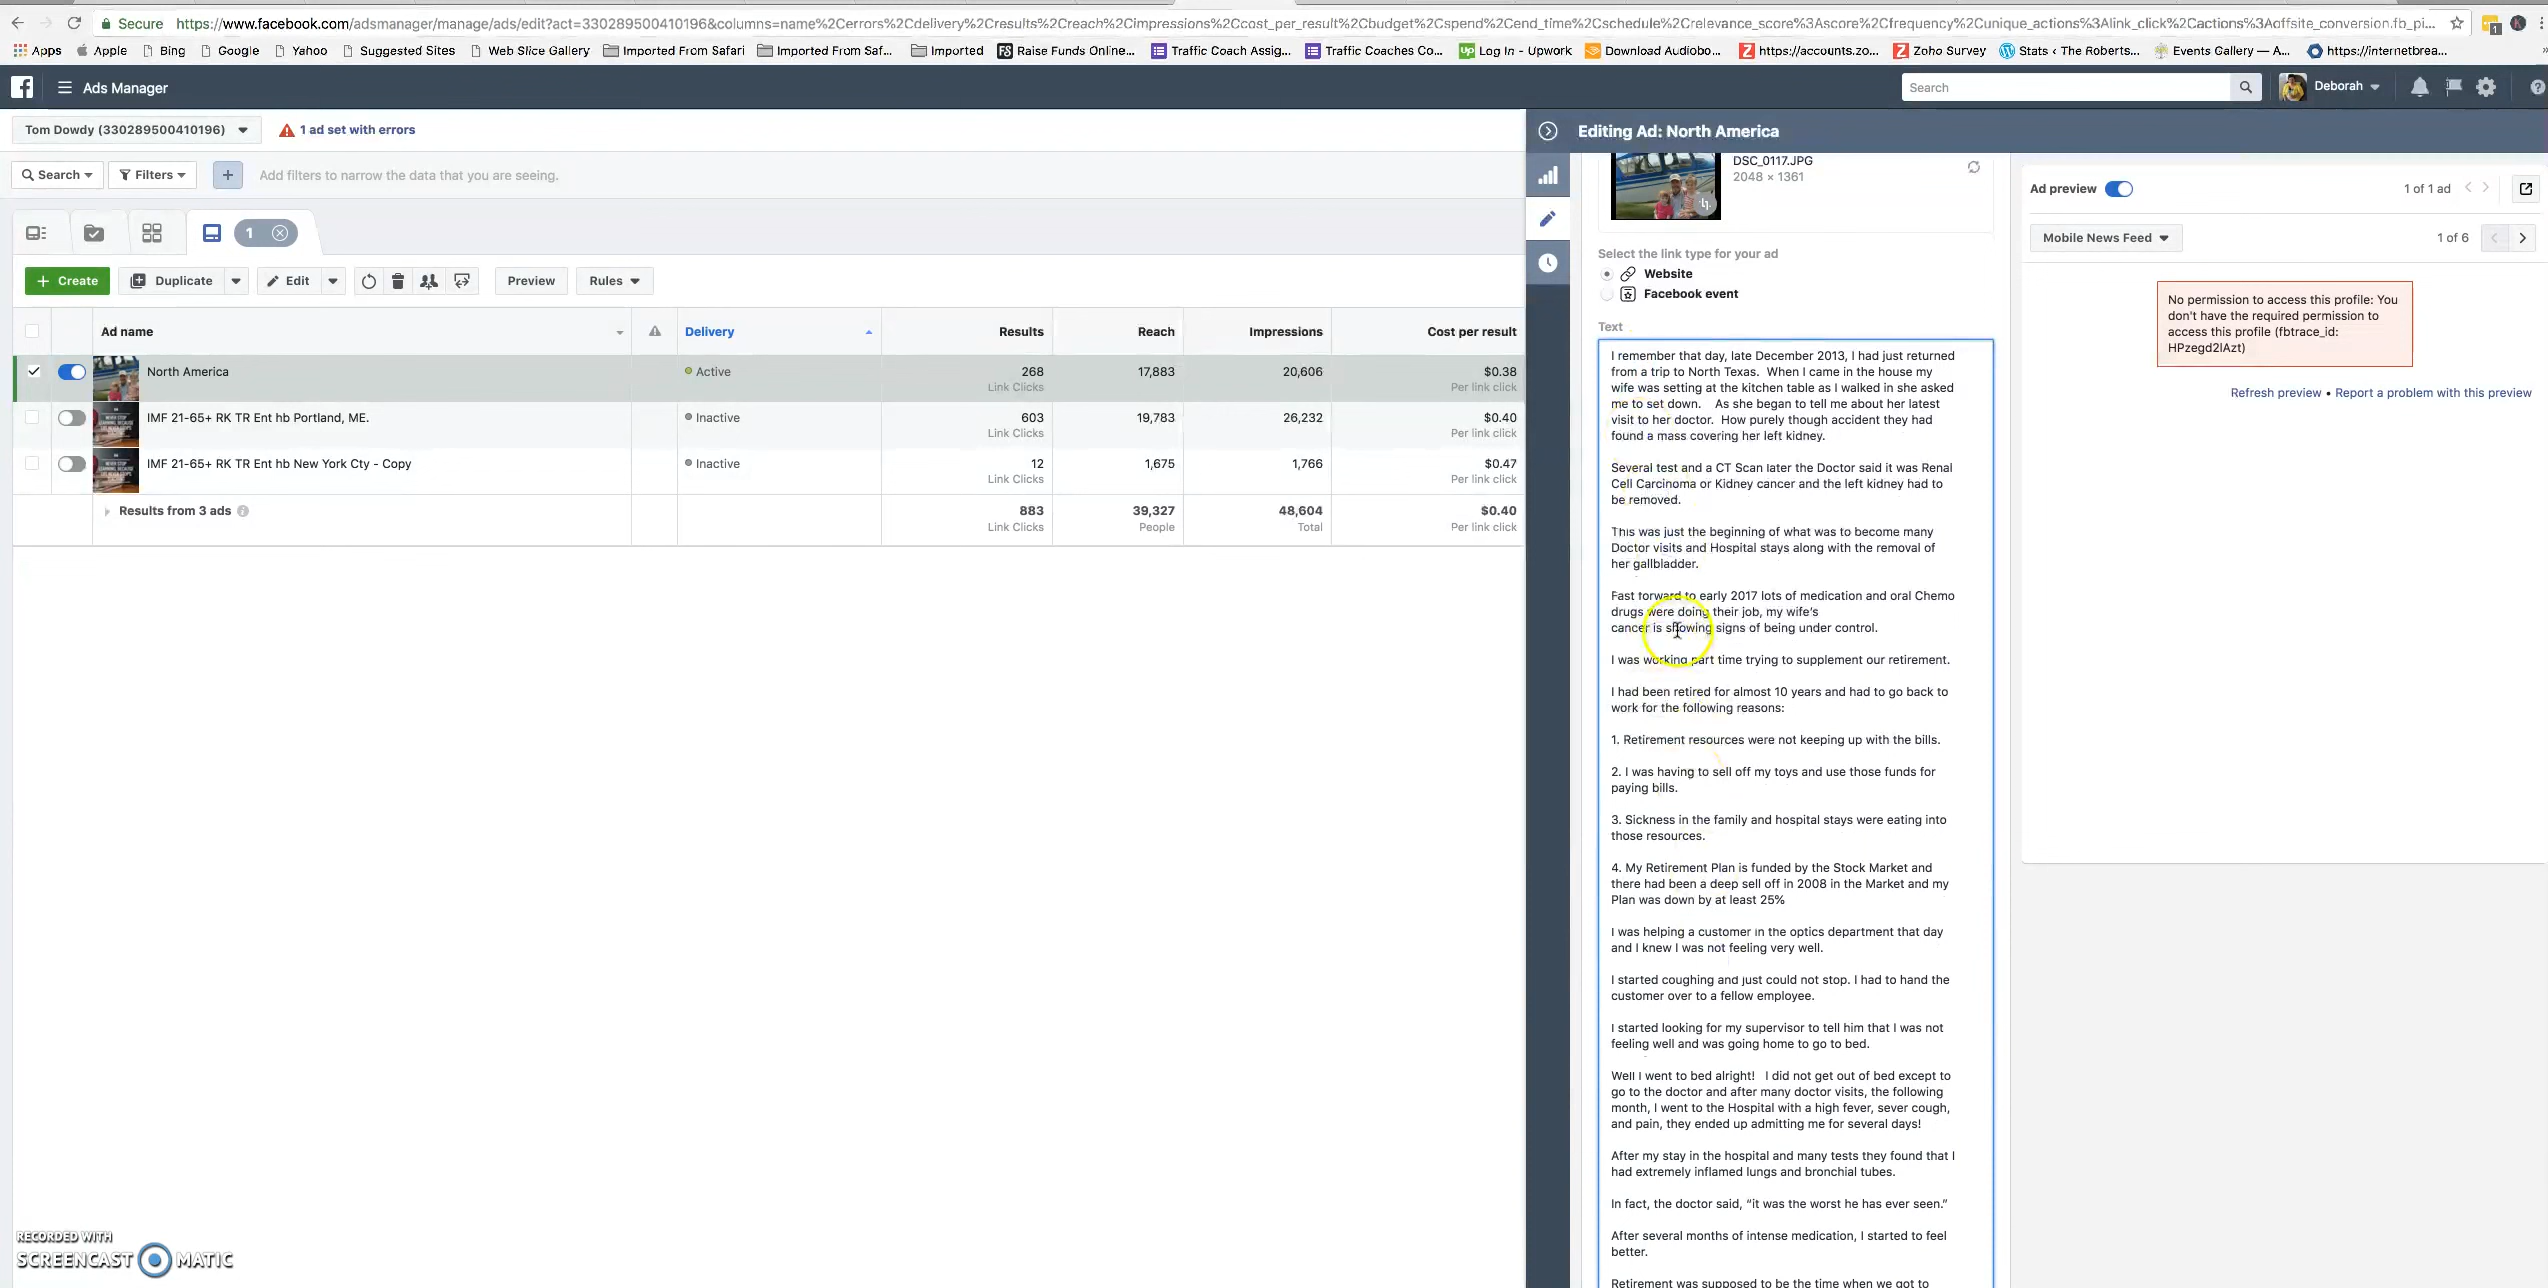 Secure https://www.facebook.com/adsmanager/manage/ads/edit?act=330289500410196&columns=name%2Cerrors%2Cdelivery%2Cresults%2Creach%2Cimpressions%2Ccost_per_result%2Cbudget%2Cspend%2Cend_time%2Cschedule%2Crelevance_score%3Ascore%2Cfrequency%2Cunique_actions%3Alink_click%2Cactions%3Aoffsite_conversion.fb_pi...
Apps Apple Bing Google Yahoo Suggested Sites Web Slice Gallery Imported From Safari Imported From Saf... Imported Raise Funds Online... Traffic Coach Assig... Traffic Coaches Co... Log In - Upwork Download Audiobo... https://accounts.zo... Zoho Survey Stats ‹ The Roberts... Events Gallery — A... https://internetbrea...
Ads Manager
Search
Deborah
Tom Dowdy (330289500410196)
1 ad set with errors
Search
Filters
Add filters to narrow the data that you are seeing.
1
Create
Duplicate
Edit
Preview
Rules
Ad name Delivery Results Reach Impressions Cost per result
North America Active 268 17,883 20,606 $0.38
Link Clicks Per link click
IMF 21-65+ RK TR Ent hb Portland, ME. Inactive 603 19,783 26,232 $0.40
Link Clicks Per link click
IMF 21-65+ RK TR Ent hb New York Cty - Copy Inactive 12 1,675 1,766 $0.47
Link Clicks Per link click
Results from 3 ads 883 39,327 48,604 $0.40
Link Clicks People Total Per link click
Editing Ad: North America
DSC_0117.JPG
2048 × 1361
Select the link type for your ad
Website
Facebook event
Text
I remember that day, late December 2013, I had just returned
from a trip to North Texas. When I came in the house my
wife was setting at the kitchen table as I walked in she asked
me to set down. As she began to tell me about her latest
visit to her doctor. How purely though accident they had
found a mass covering her left kidney.
Several test and a CT Scan later the Doctor said it was Renal
Cell Carcinoma or Kidney cancer and the left kidney had to
be removed.
This was just the beginning of what was to become many
Doctor visits and Hospital stays along with the removal of
her gallbladder.
Fast forward to early 2017 lots of medication and oral Chemo
drugs were doing their job, my wife's
cancer is showing signs of being under control.
I was working part time trying to supplement our retirement.
I had been retired for almost 10 years and had to go back to
work for the following reasons:
1. Retirement resources were not keeping up with the bills.
2. I was having to sell off my toys and use those funds for
paying bills.
3. Sickness in the family and hospital stays were eating into
those resources.
4. My Retirement Plan is funded by the Stock Market and
there had been a deep sell off in 2008 in the Market and my
Plan was down by at least 25%
I was helping a customer in the optics department that day
and I knew I was not feeling very well.
I started coughing and just could not stop. I had to hand the
customer over to a fellow employee.
I started looking for my supervisor to tell him that I was not
feeling well and was going home to go to bed.
Well I went to bed alright! I did not get out of bed except to
go to the doctor and after many doctor visits, the following
month, I went to the Hospital with a high fever, sever cough,
and pain, they ended up admitting me for several days!
After my stay in the hospital and many tests they found that I
had extremely inflamed lungs and bronchial tubes.
In fact, the doctor said, “it was the worst he has ever seen.”
After several months of intense medication, I started to feel
better.
Retirement was supposed to be the time when we got to
Ad preview
1 of 1 ad
Mobile News Feed
1 of 6
No permission to access this profile: You
don't have the required permission to
access this profile (fbtrace_id:
HPzegd2lAzt)
Refresh preview • Report a problem with this preview
RECORDED WITH
SCREENCAST MATIC